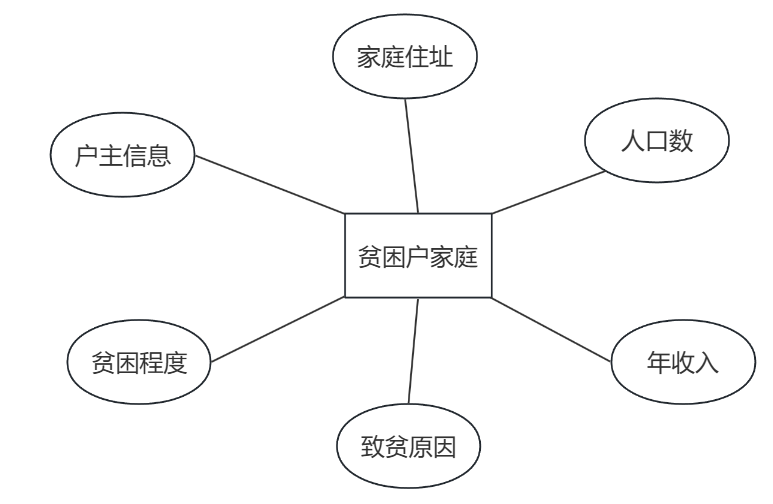 家庭住址
人口数
户主信息
贫困户家庭
贫困程度
年收入
致贫原因